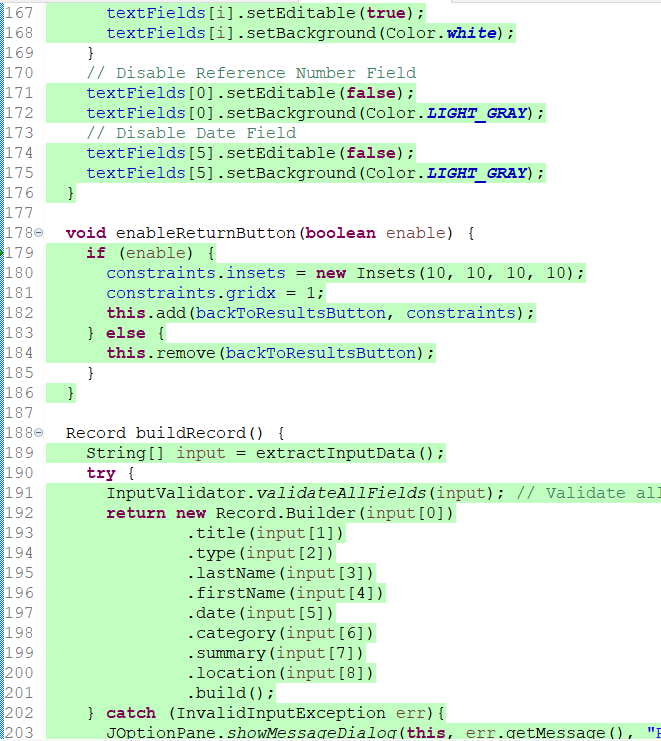 167 textFields[i].setEditable(true);
168 textFields[i].setBackground(Color.white);
169 }
170 // Disable Reference Number Field
171 textFields[0].setEditable(false);
172 textFields[0].setBackground(Color.LIGHT_GRAY);
173 // Disable Date Field
174 textFields[5].setEditable(false);
175 textFields[5].setBackground(Color.LIGHT_GRAY);
176 }
177
178 void enableReturnButton(boolean enable) {
179 if (enable) {
180 constraints.insets = new Insets(10, 10, 10, 10);
181 constraints.gridx = 1;
182 this.add(backToResultsButton, constraints);
183 } else {
184 this.remove(backToResultsButton);
185 }
186 }
187
188 Record buildRecord() {
189 String[] input = extractInputData();
190 try {
191 InputValidator.validateAllFields(input); // Validate all
192 return new Record.Builder(input[0])
193 .title(input[1])
194 .type(input[2])
195 .lastName(input[3])
196 .firstName(input[4])
197 .date(input[5])
198 .category(input[6])
199 .summary(input[7])
200 .location(input[8])
201 .build();
202 } catch (InvalidInputException err){
203 JOptionPane.showMessageDialog(this, err.getMessage(), "